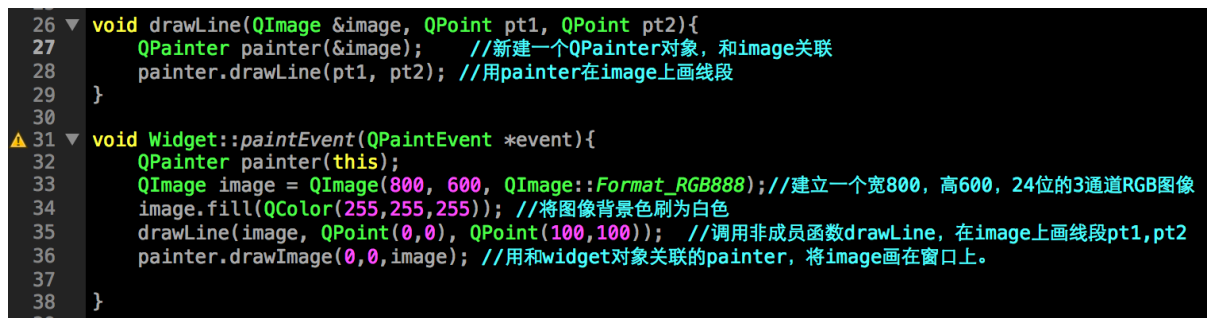 26 void drawLine(QImage &image, QPoint pt1, QPoint pt2){
27 QPainter painter(&image); //新建一个QPainter对象，和image关联
28 painter.drawLine(pt1, pt2); //用painter在image上画线段
29 }
30
31 void Widget::paintEvent(QPaintEvent *event){
32 QPainter painter(this);
33 QImage image = QImage(800, 600, QImage::Format_RGB888);//建立一个宽800，高600，24位的3通道RGB图像
34 image.fill(QColor(255,255,255)); //将图像背景色刷为白色
35 drawLine(image, QPoint(0,0), QPoint(100,100)); //调用非成员函数drawLine，在image上画线段pt1,pt2
36 painter.drawImage(0,0,image); //用和widget对象关联的painter，将image画在窗口上。
37
38 }